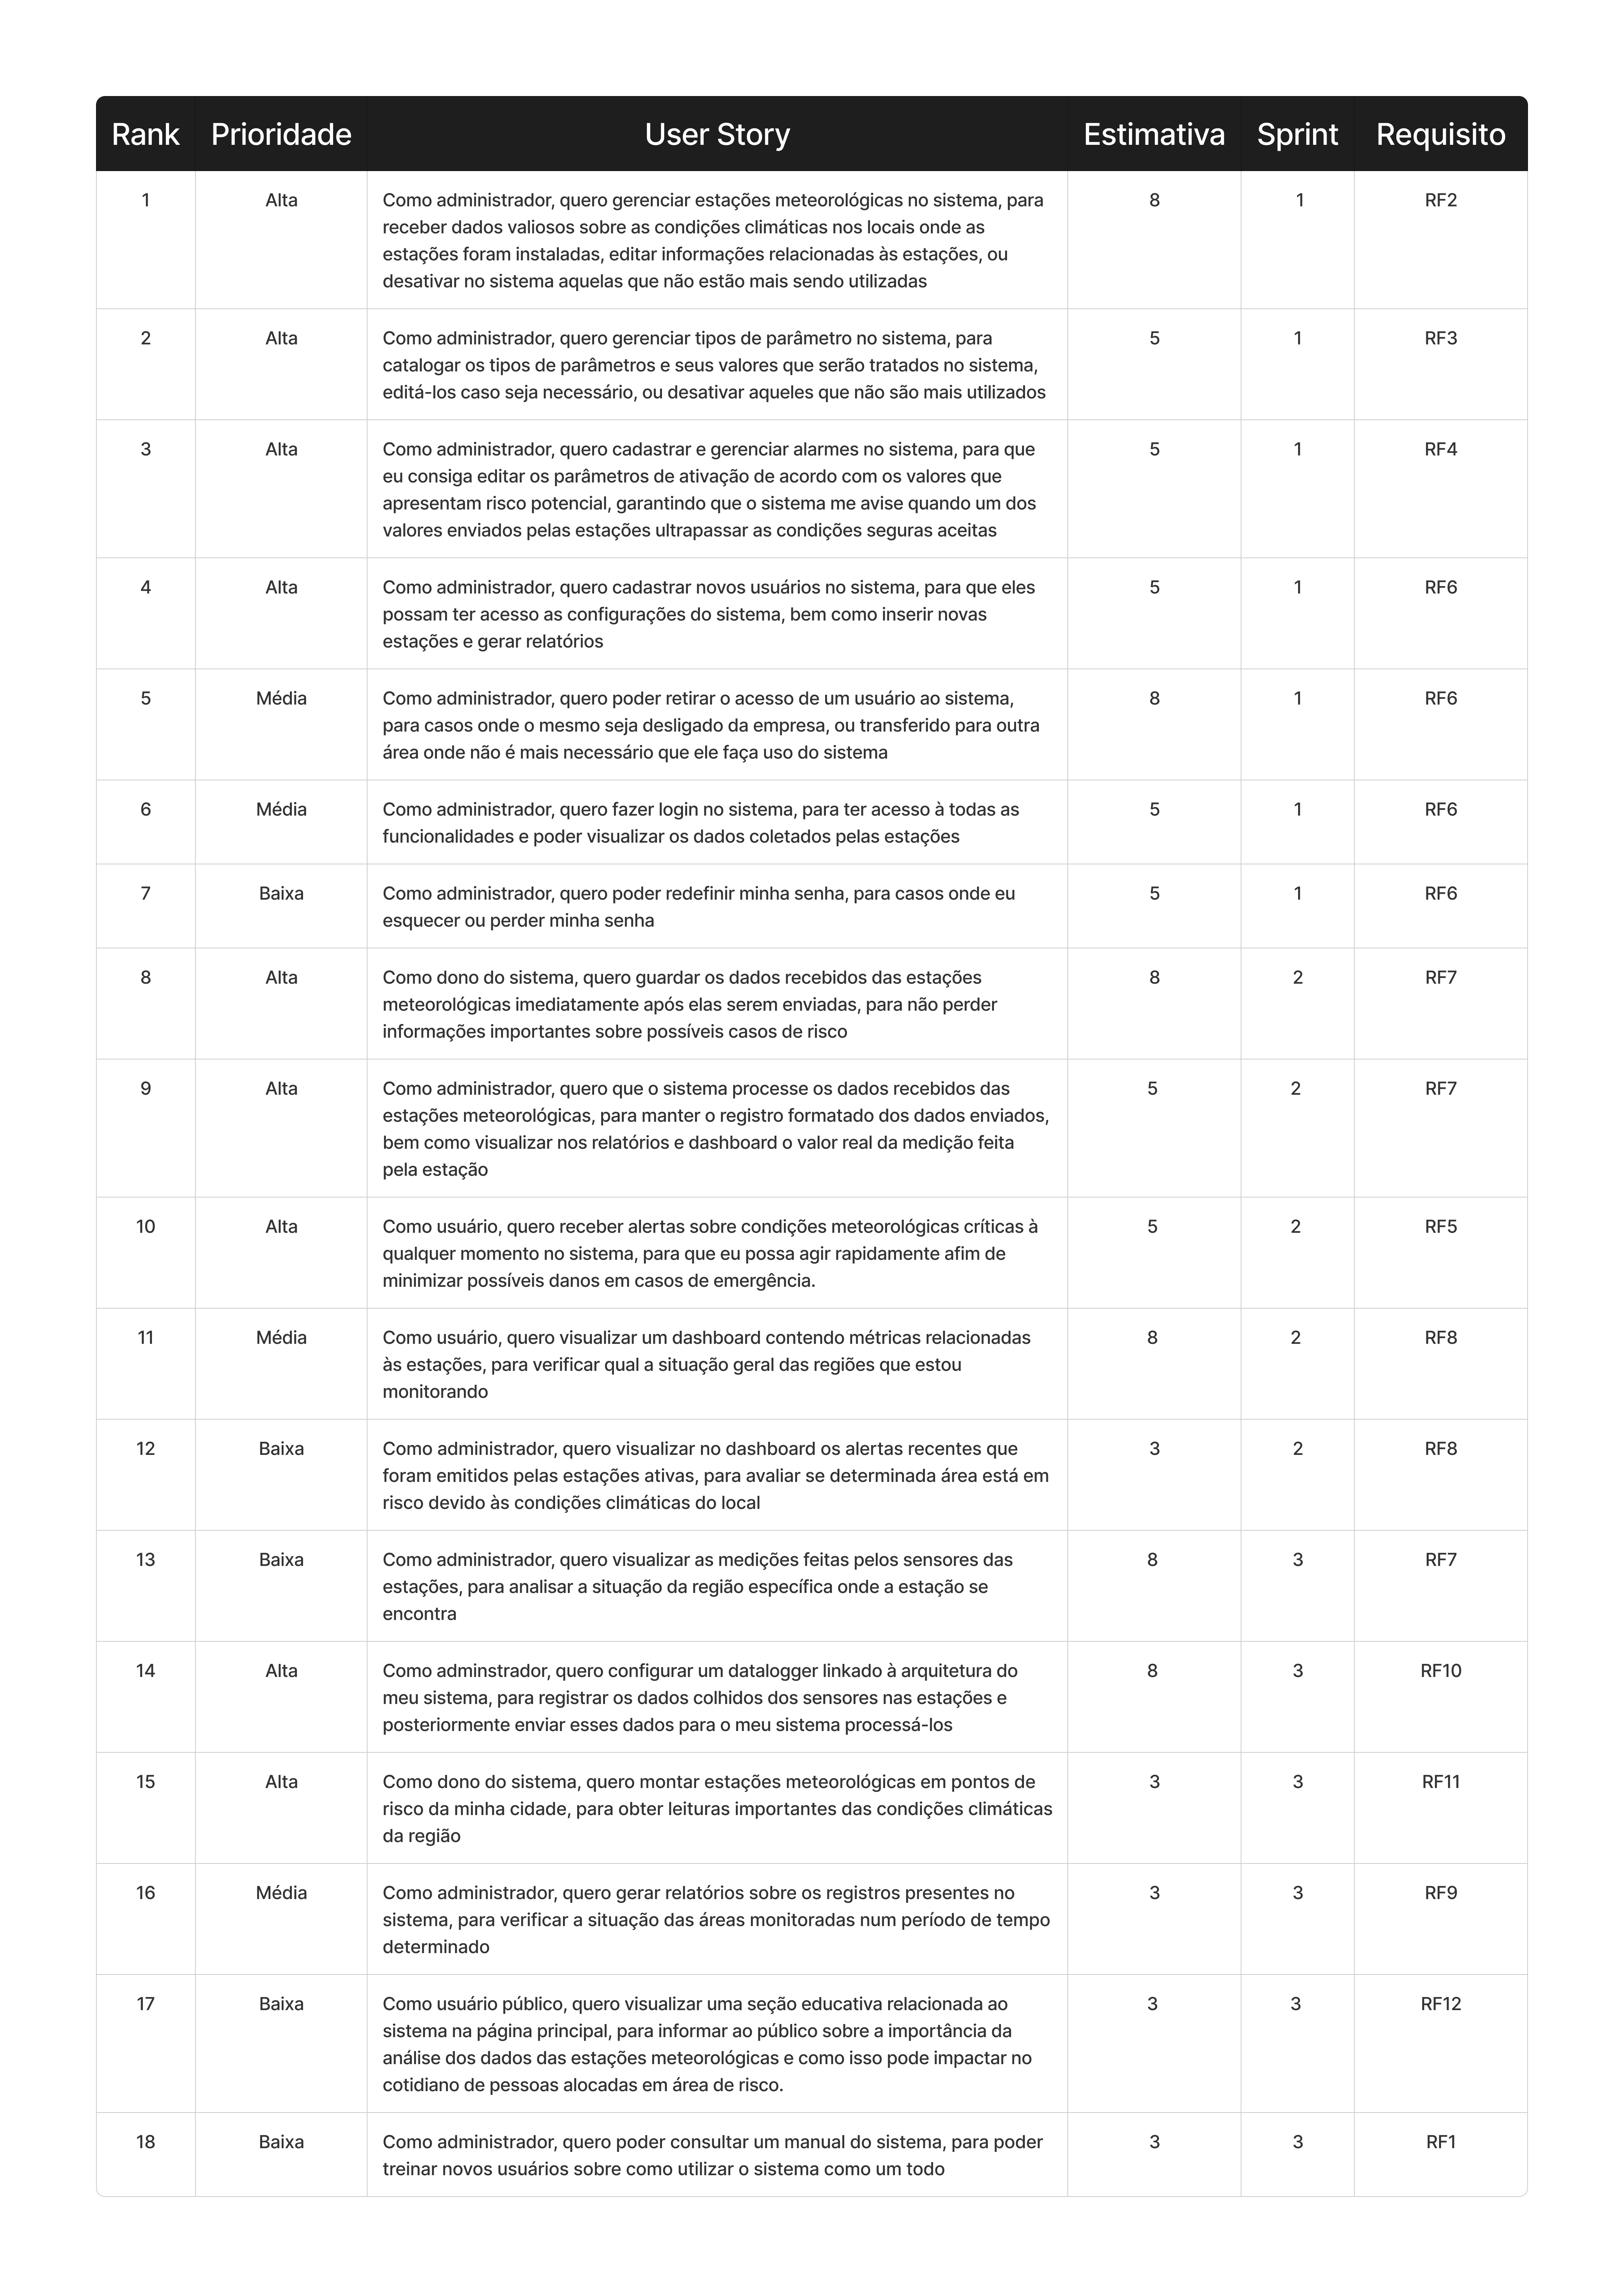 Rank Prioridade User Story Estimativa Sprint Requisito
1 Alta Como administrador, quero gerenciar estações meteorológicas no sistema, para 8 1 RF2
receber dados valiosos sobre as condições climáticas nos locais onde as
estações foram instaladas, editar informações relacionadas às estações, ou
desativar no sistema aquelas que não estão mais sendo utilizadas
2 Alta Como administrador, quero gerenciar tipos de parâmetro no sistema, para 5 1 RF3
catalogar os tipos de parâmetros e seus valores que serão tratados no sistema,
editá-los caso seja necessário, ou desativar aqueles que não são mais utilizados
3 Alta Como administrador, quero cadastrar e gerenciar alarmes no sistema, para que 5 1 RF4
eu consiga editar os parâmetros de ativação de acordo com os valores que
apresentam risco potencial, garantindo que o sistema me avise quando um dos
valores enviados pelas estações ultrapassar as condições seguras aceitas
4 Alta Como administrador, quero cadastrar novos usuários no sistema, para que eles 5 1 RF6
possam ter acesso as configurações do sistema, bem como inserir novas
estações e gerar relatórios
5 Média Como administrador, quero poder retirar o acesso de um usuário ao sistema, 8 1 RF6
para casos onde o mesmo seja desligado da empresa, ou transferido para outra
área onde não é mais necessário que ele faça uso do sistema
6 Média Como administrador, quero fazer login no sistema, para ter acesso à todas as 5 1 RF6
funcionalidades e poder visualizar os dados coletados pelas estações
7 Baixa Como administrador, quero poder redefinir minha senha, para casos onde eu 5 1 RF6
esquecer ou perder minha senha
8 Alta Como dono do sistema, quero guardar os dados recebidos das estações 8 2 RF7
meteorológicas imediatamente após elas serem enviadas, para não perder
informações importantes sobre possíveis casos de risco
9 Alta Como administrador, quero que o sistema processe os dados recebidos das 5 2 RF7
estações meteorológicas, para manter o registro formatado dos dados enviados,
bem como visualizar nos relatórios e dashboard o valor real da medição feita
pela estação
10 Alta Como usuário, quero receber alertas sobre condições meteorológicas críticas à 5 2 RF5
qualquer momento no sistema, para que eu possa agir rapidamente afim de
minimizar possíveis danos em casos de emergência.
11 Média Como usuário, quero visualizar um dashboard contendo métricas relacionadas 8 2 RF8
às estações, para verificar qual a situação geral das regiões que estou
monitorando
12 Baixa Como administrador, quero visualizar no dashboard os alertas recentes que 3 2 RF8
foram emitidos pelas estações ativas, para avaliar se determinada área está em
risco devido às condições climáticas do local
13 Baixa Como administrador, quero visualizar as medições feitas pelos sensores das 8 3 RF7
estações, para analisar a situação da região específica onde a estação se
encontra
14 Alta Como adminstrador, quero configurar um datalogger linkado à arquitetura do 8 3 RF10
meu sistema, para registrar os dados colhidos dos sensores nas estações e
posteriormente enviar esses dados para o meu sistema processá-los
15 Alta Como dono do sistema, quero montar estações meteorológicas em pontos de 3 3 RF11
risco da minha cidade, para obter leituras importantes das condições climáticas
da região
16 Média Como administrador, quero gerar relatórios sobre os registros presentes no 3 3 RF9
sistema, para verificar a situação das áreas monitoradas num período de tempo
determinado
17 Baixa Como usuário público, quero visualizar uma seção educativa relacionada ao 3 3 RF12
sistema na página principal, para informar ao público sobre a importância da
análise dos dados das estações meteorológicas e como isso pode impactar no
cotidiano de pessoas alocadas em área de risco.
18 Baixa Como administrador, quero poder consultar um manual do sistema, para poder 3 3 RF1
treinar novos usuários sobre como utilizar o sistema como um todo